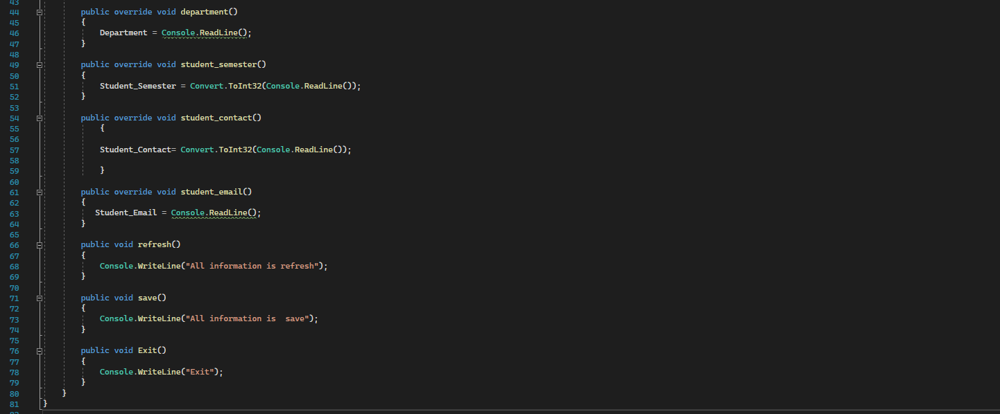 43
44 public override void department()
45 {
46 Department = Console.ReadLine();
47 }
48
49 public override void student_semester()
50 {
51 Student_Semester = Convert.ToInt32(Console.ReadLine());
52 }
53
54 public override void student_contact()
55 {
56
57 Student_Contact= Convert.ToInt32(Console.ReadLine());
58
59 }
60
61 public override void student_email()
62 {
63 Student_Email = Console.ReadLine();
64 }
65
66 public void refresh()
67 {
68 Console.WriteLine("All information is refresh");
69 }
70
71 public void save()
72 {
73 Console.WriteLine("All information is  save");
74 }
75
76 public void Exit()
77 {
78 Console.WriteLine("Exit");
79 }
80 }
81 }